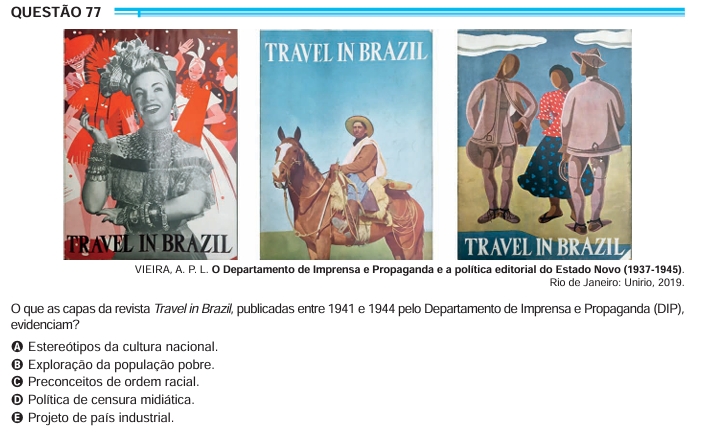 QUESTÃO 77
TRAVEL IN BRAZIL
TRAVEL IN BRAZIL
TRAVEL IN BRAZIL
VIEIRA, A. P. L. O Departamento de Imprensa e Propaganda e a política editorial do Estado Novo (1937-1945).
Rio de Janeiro: Unirio, 2019.
O que as capas da revista Travel in Brazil, publicadas entre 1941 e 1944 pelo Departamento de Imprensa e Propaganda (DIP),
evidenciam?
A Estereótipos da cultura nacional.
B Exploração da população pobre.
C Preconceitos de ordem racial.
D Política de censura midiática.
E Projeto de país industrial.